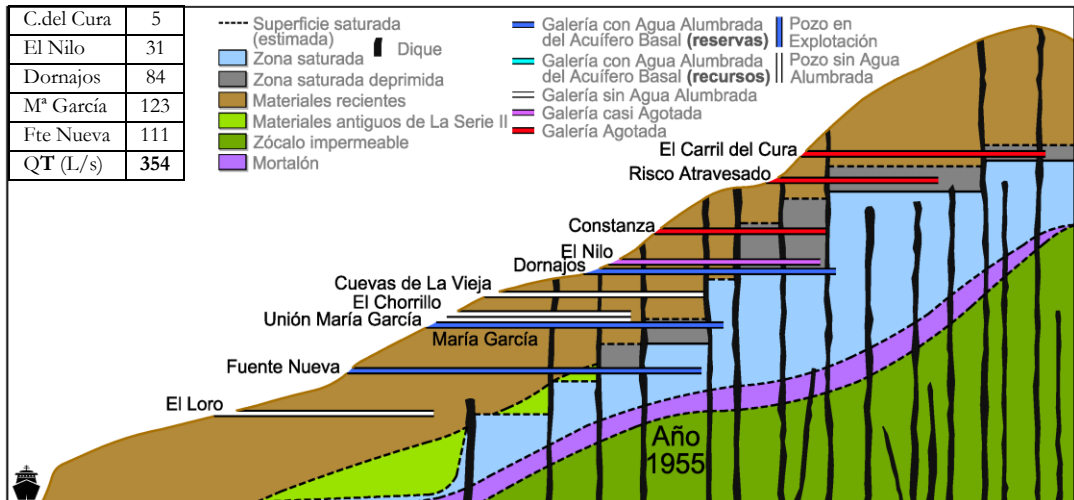 C.del Cura 5
El Nilo 31
Dornajos 84
Mª García 123
Fte Nueva 111
QT (L/s) 354
Superficie saturada
(estimada)
Dique
Zona saturada
Zona saturada deprimida
Materiales recientes
Materiales antiguos de La Serie II
Zócalo impermeable
Mortalón
Galería con Agua Alumbrada
del Acuífero Basal (reservas)
Galería con Agua Alumbrada
del Acuífero Basal (recursos)
Galería sin Agua Alumbrada
Galería casi Agotada
Galería Agotada
Pozo en
Explotación
Pozo sin Agua
Alumbrada
El Carril del Cura
Risco Atravesado
Constanza
El Nilo
Dornajos
Cuevas de La Vieja
El Chorrillo
Unión María García
María García
Fuente Nueva
El Loro
Año
1955